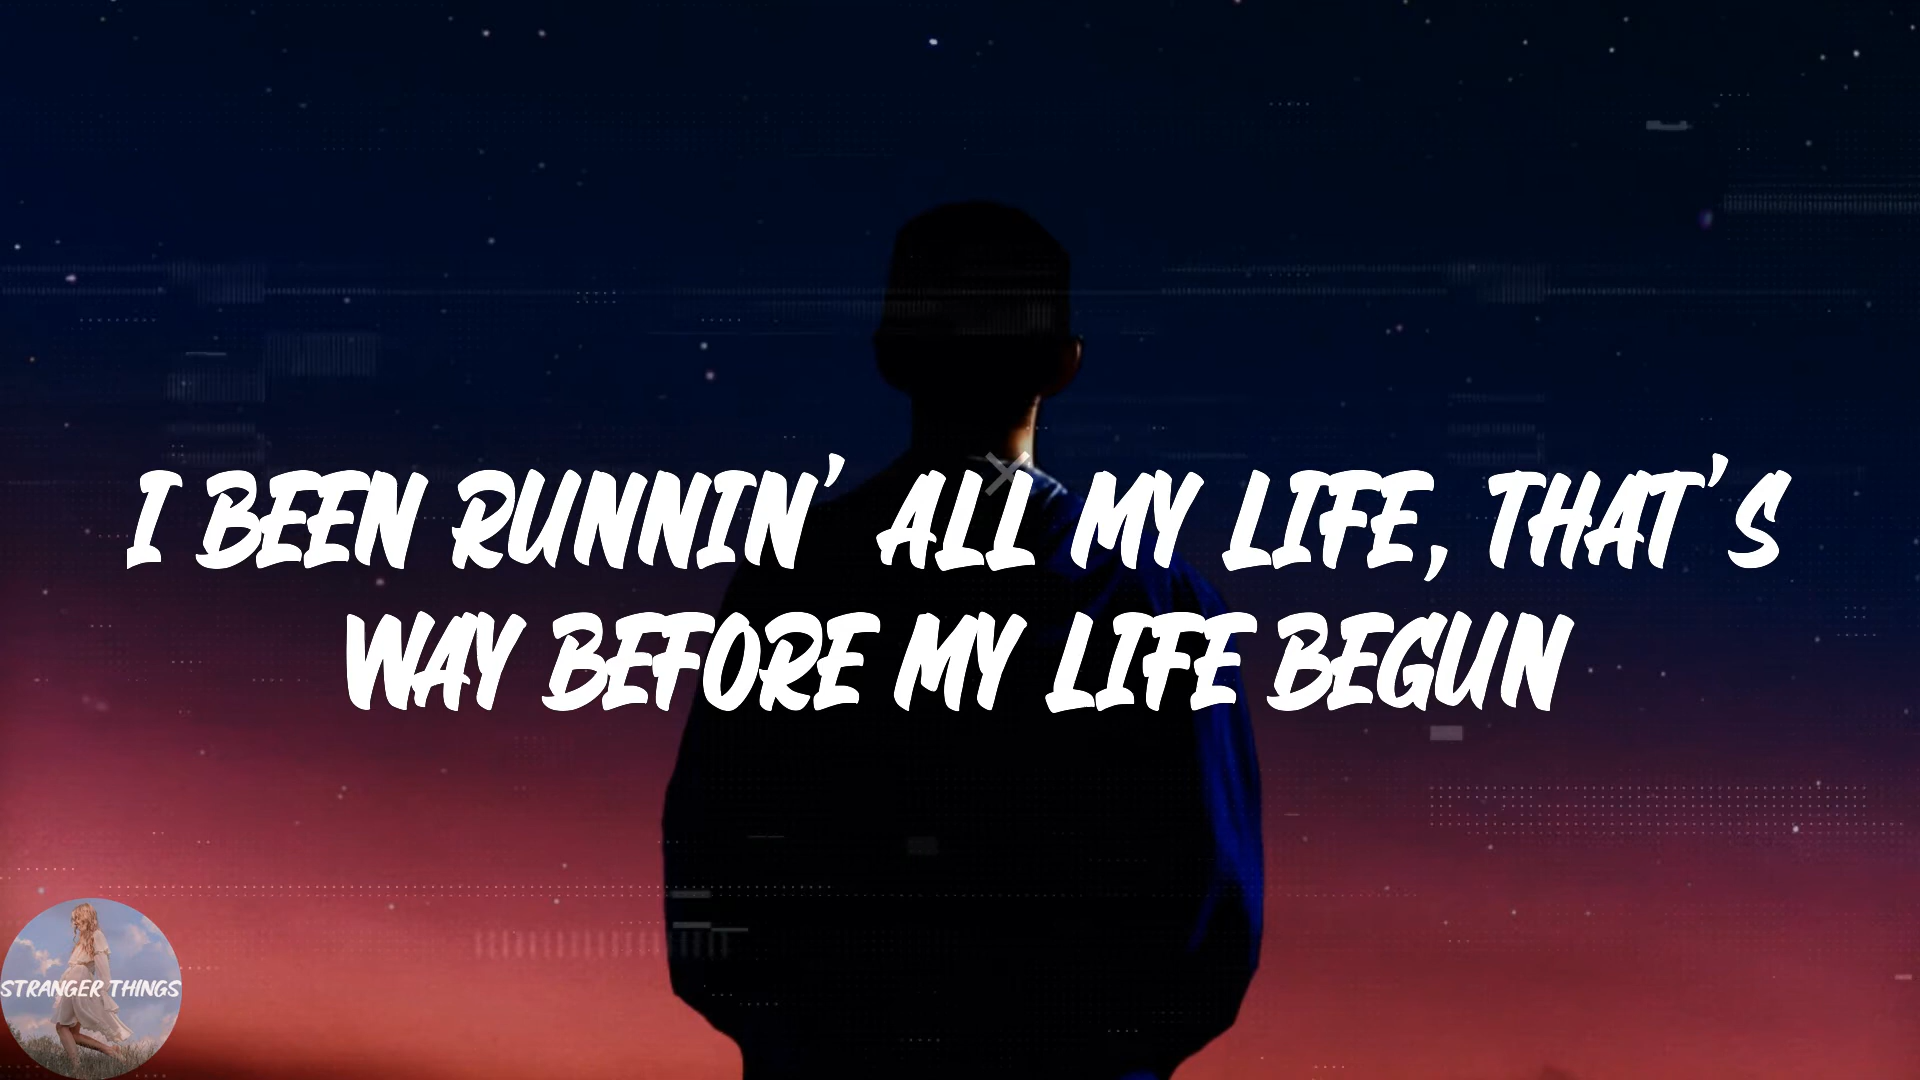 I BEEN RUNNIN' ALL MY LIFE, THAT'S
WAY BEFORE MY LIFE BEGUN
STRANGER THINGS